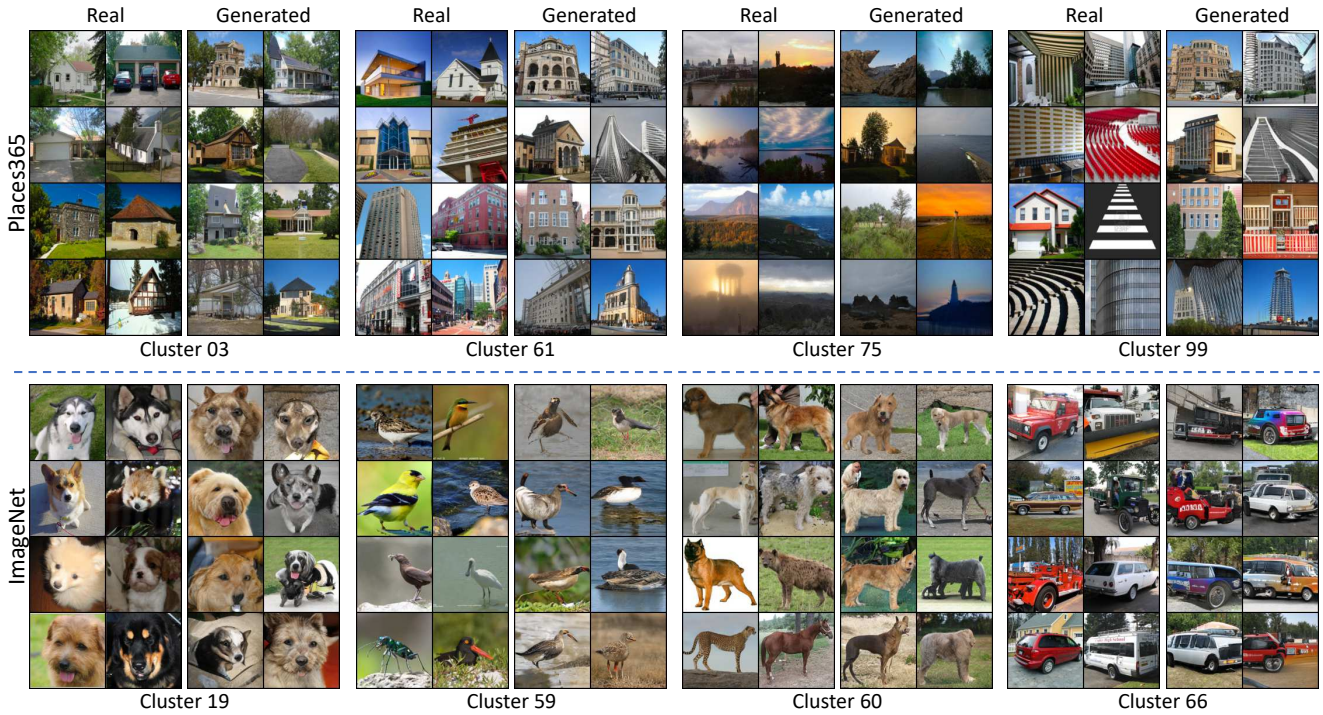 Real Generated Real Generated Real Generated Real Generated
Places365
Cluster 03 Cluster 61 Cluster 75 Cluster 99
ImageNet
Cluster 19 Cluster 59 Cluster 60 Cluster 66